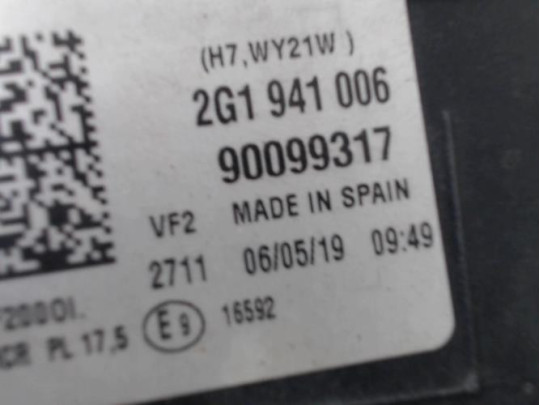 (H7,WY21W )
2G1 941 006
90099317
VF2 MADE IN SPAIN
2711 06/05/19 09:49
E9 16592
CR PL 17,5